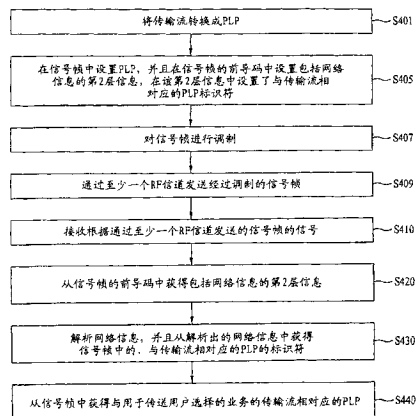 将传输流转换成PLP
S401
在信号帧中设置PLP，并且在信号帧的前导码中设置包括网络
信息的第2层信息，在该第2层信息中设置了与传输流相
对应的PLP标识符
S405
对信号帧进行调制
S407
通过至少一个RF信道发送经过调制的信号帧
S409
接收根据通过至少一个RF信道发送的信号帧的信号
S410
从信号帧的前导码中获得包括网络信息的第2层信息
S420
解析网络信息，并且从解析出的网络信息中获得
信号帧中的、与传输流相对应的PLP的标识符
S430
从信号帧中获得与用于传送用户选择的业务的传输流相对应的PLP
S440